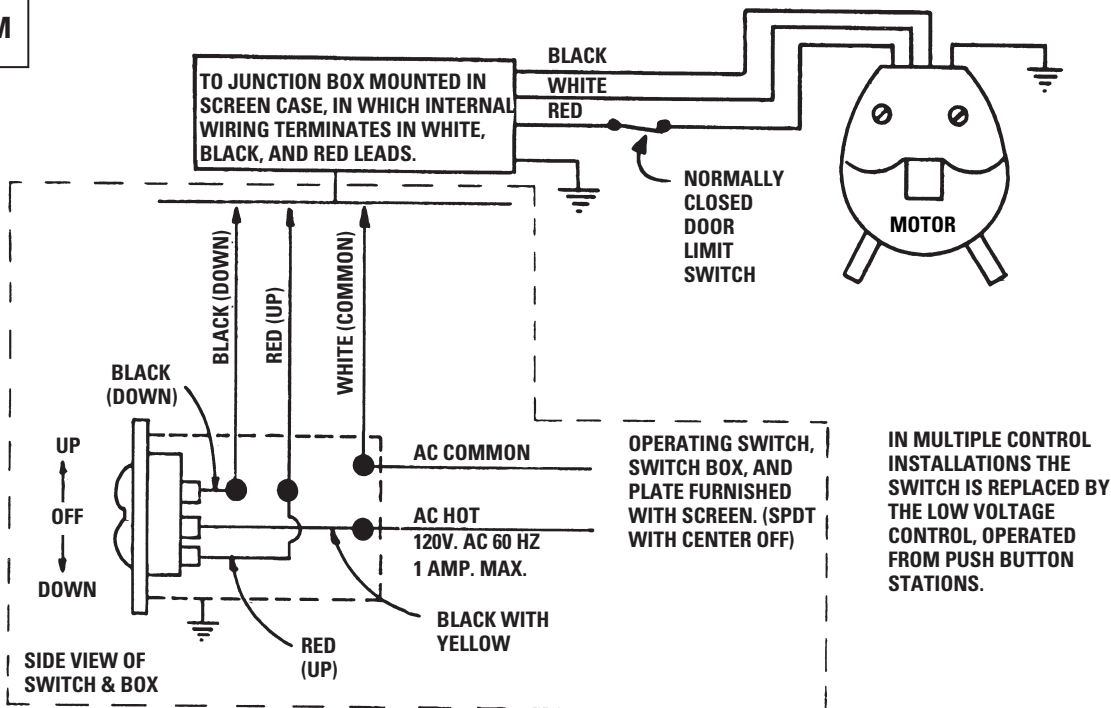 M
TO JUNCTION BOX MOUNTED IN
SCREEN CASE, IN WHICH INTERNAL
WIRING TERMINATES IN WHITE,
BLACK, AND RED LEADS.
BLACK
WHITE
RED
NORMALLY
CLOSED
DOOR
LIMIT
SWITCH
MOTOR
BLACK (DOWN)
RED (UP)
WHITE (COMMON)
BLACK
(DOWN)
UP
OFF
DOWN
AC COMMON
AC HOT
120V. AC 60 HZ
1 AMP. MAX.
BLACK WITH
YELLOW
RED
(UP)
SIDE VIEW OF
SWITCH & BOX
OPERATING SWITCH,
SWITCH BOX, AND
PLATE FURNISHED
WITH SCREEN. (SPDT
WITH CENTER OFF)
IN MULTIPLE CONTROL
INSTALLATIONS THE
SWITCH IS REPLACED BY
THE LOW VOLTAGE
CONTROL, OPERATED
FROM PUSH BUTTON
STATIONS.